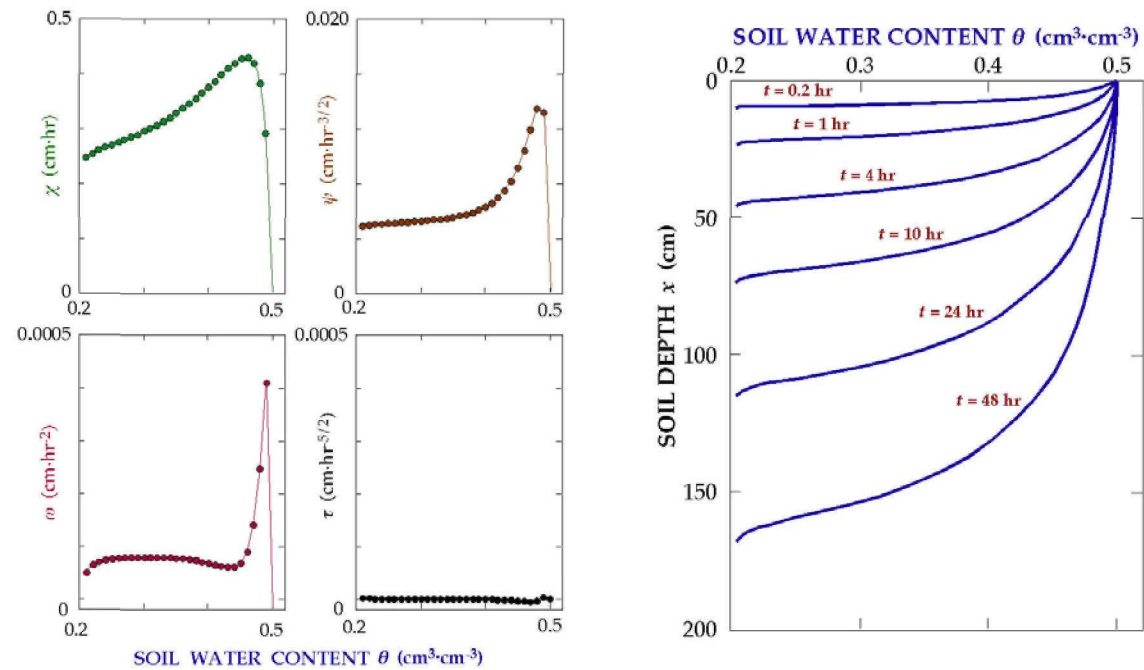 0.5
χ (cm·hr)
0
0.2
0.5
0.020
ψ (cm·hr-3/2)
0
0.2
0.5
0.0005
ω (cm·hr-2)
0
0.2
0.5
0.0005
τ (cm·hr-5/2)
0
0.2
0.5
SOIL WATER CONTENT θ (cm3·cm-3)
SOIL WATER CONTENT θ (cm3·cm-3)
0.2
0.3
0.4
0.5
0
50
100
150
200
SOIL DEPTH x (cm)
t = 0.2 hr
t = 1 hr
t = 4 hr
t = 10 hr
t = 24 hr
t = 48 hr